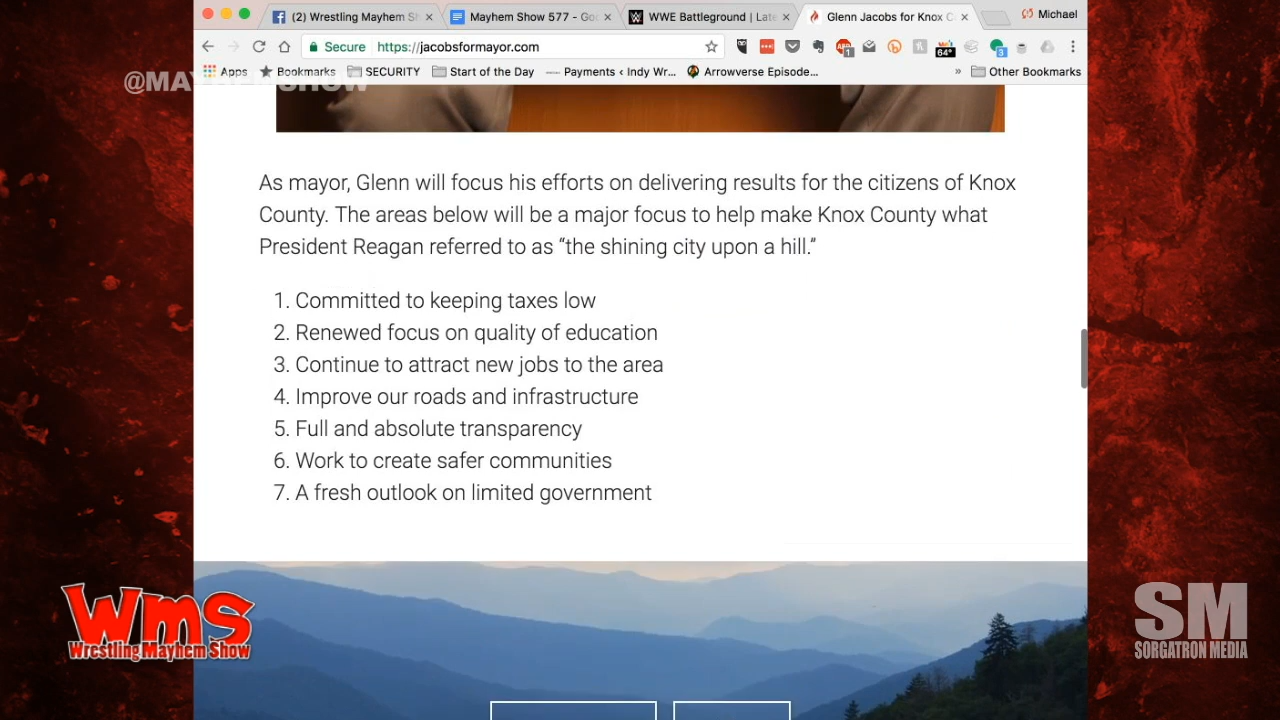 (2) Wrestling Mayhem S
Mayhem Show 577 - Goo
WWE Battleground | Late
Glenn Jacobs for Knox C
Michael
Secure
https://jacobsformayor.com
64°
1
3
Apps
Bookmarks
SECURITY
Start of the Day
Payments ‹ Indy Wr...
Arrowverse Episode...
»
Other Bookmarks
@MAYHEMSHOW
As mayor, Glenn will focus his efforts on delivering results for the citizens of Knox
County. The areas below will be a major focus to help make Knox County what
President Reagan referred to as “the shining city upon a hill.”
1. Committed to keeping taxes low
2. Renewed focus on quality of education
3. Continue to attract new jobs to the area
4. Improve our roads and infrastructure
5. Full and absolute transparency
6. Work to create safer communities
7. A fresh outlook on limited government
WMS
Wrestling Mayhem Show
SM
SORGATRON MEDIA